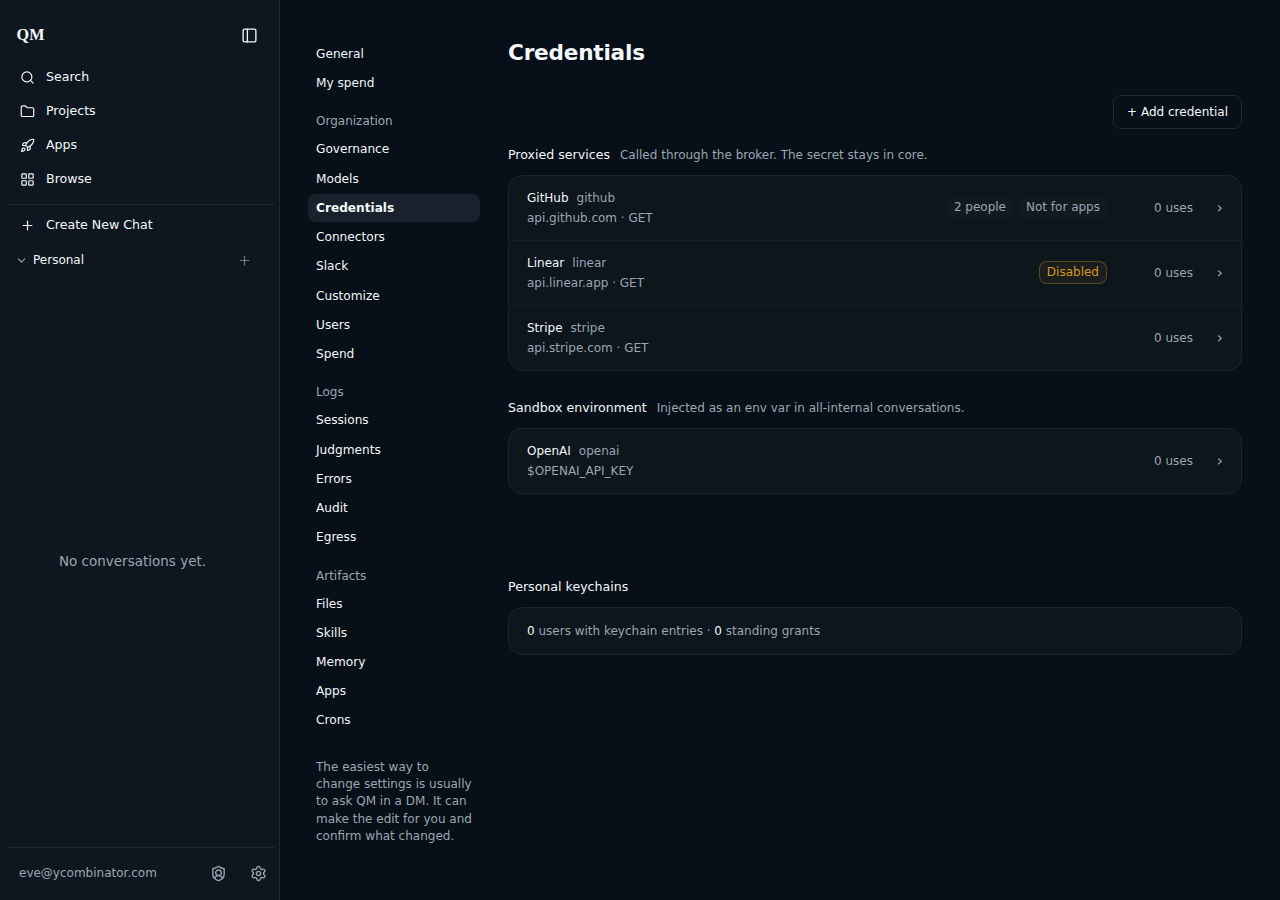 QM
Search
Projects
Apps
Browse
Create New Chat
Personal
No conversations yet.
eve@ycombinator.com
General
My spend
Organization
Governance
Models
Credentials
Connectors
Slack
Customize
Users
Spend
Logs
Sessions
Judgments
Errors
Audit
Egress
Artifacts
Files
Skills
Memory
Apps
Crons
The easiest way to
change settings is usually
to ask QM in a DM. It can
make the edit for you and
confirm what changed.
Credentials
+ Add credential
Proxied services Called through the broker. The secret stays in core.
GitHub github
api.github.com · GET
2 people Not for apps 0 uses ›
Linear linear
api.linear.app · GET
Disabled 0 uses ›
Stripe stripe
api.stripe.com · GET
0 uses ›
Sandbox environment Injected as an env var in all-internal conversations.
OpenAI openai
$OPENAI_API_KEY
0 uses ›
Personal keychains
0 users with keychain entries · 0 standing grants